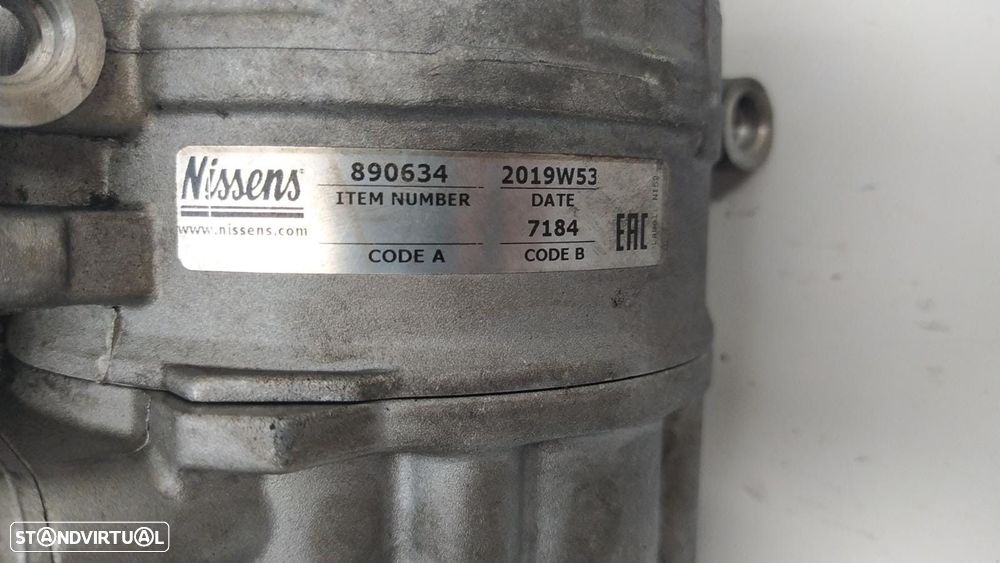 Nissens
www.nissens.com
890634
ITEM NUMBER
CODE A
2019W53
DATE
7184
CODE B
EAC
STANDVIRTUAL